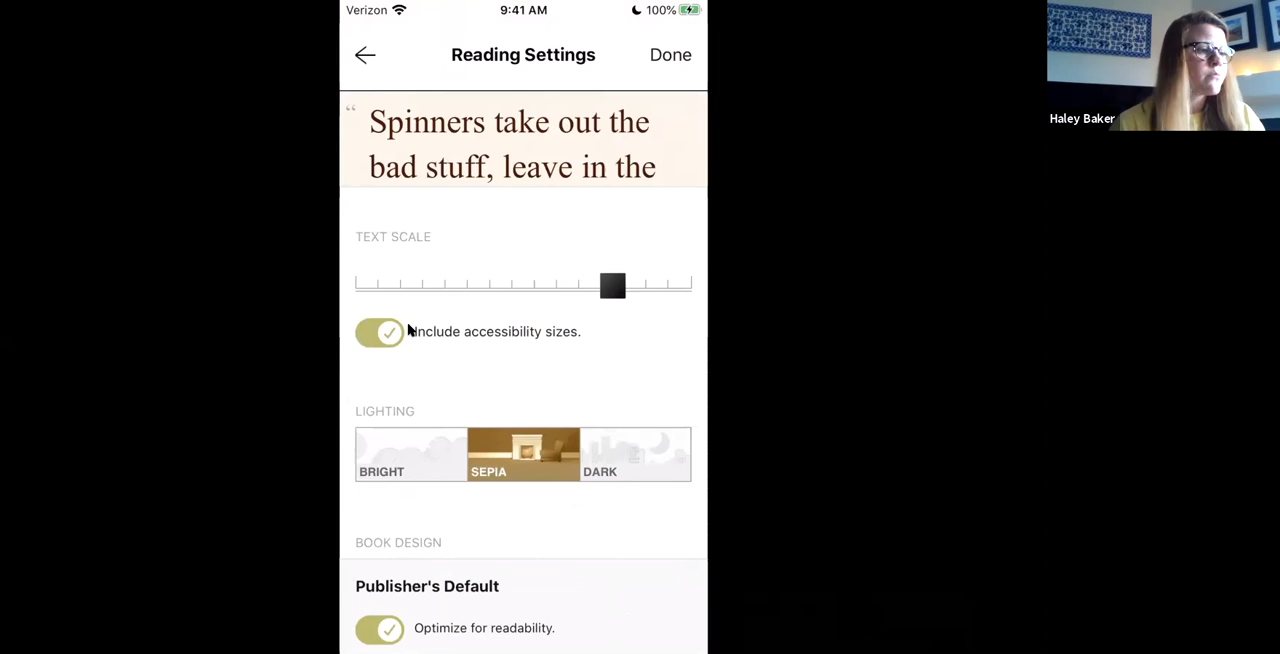 Verizon 9:41 AM 100%
Reading Settings Done
“ Spinners take out the
bad stuff, leave in the
TEXT SCALE
Include accessibility sizes.
LIGHTING
BRIGHT SEPIA DARK
BOOK DESIGN
Publisher's Default
Optimize for readability.
Haley Baker